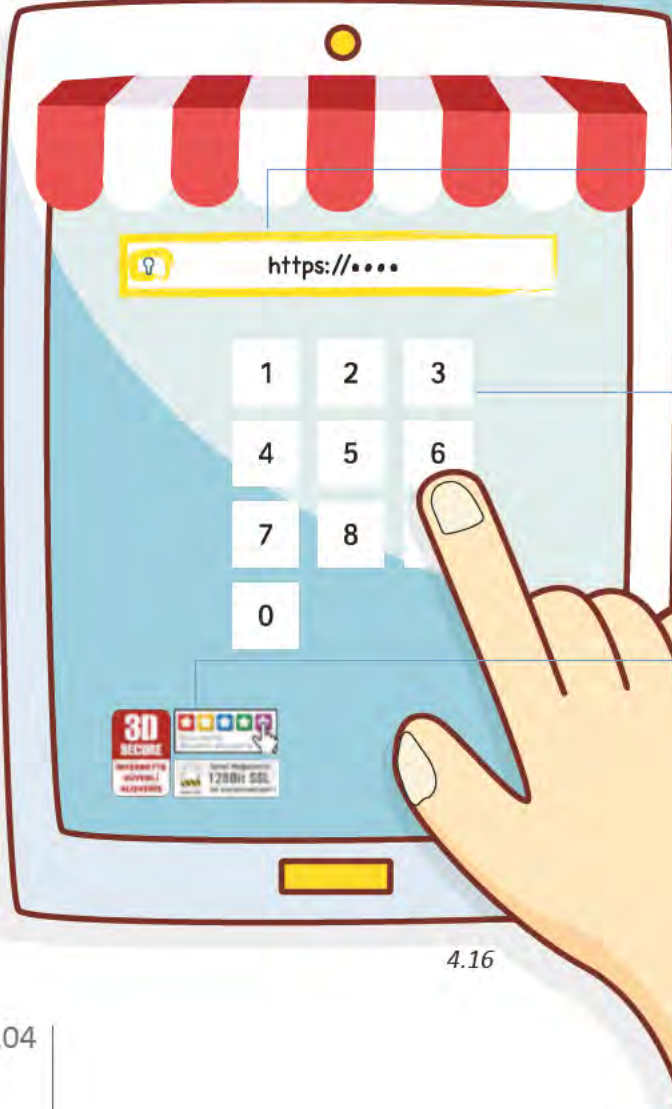 https://••••
1 2 3
4 5 6
7 8
0
3D
SECURE
İNTERNETTE
GÜVENLİ
ALIŞVERİŞ
128Bit SSL
4.16
04